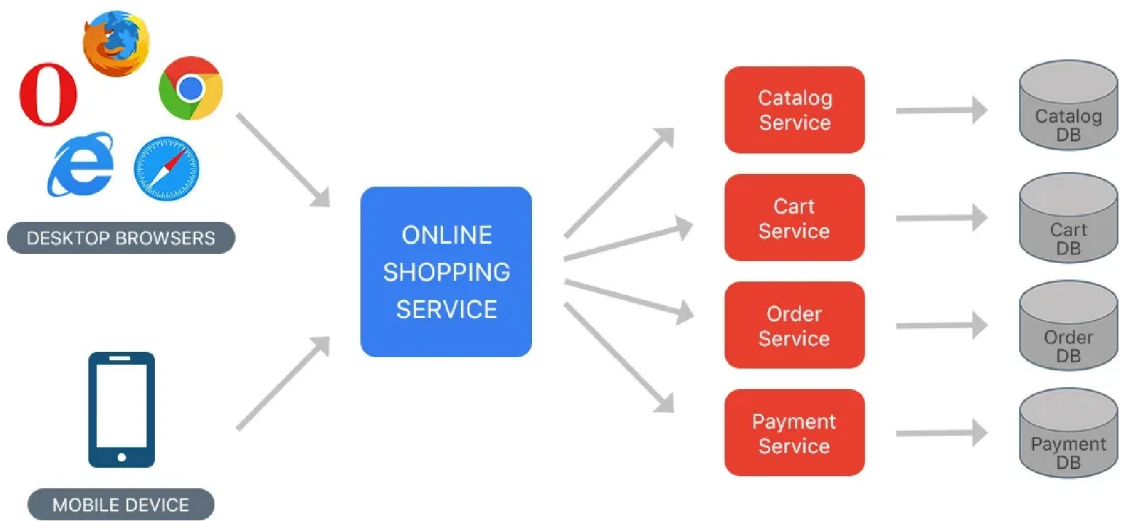 DESKTOP BROWSERS
MOBILE DEVICE
ONLINE
SHOPPING
SERVICE
Catalog
Service
Cart
Service
Order
Service
Payment
Service
Catalog
DB
Cart
DB
Order
DB
Payment
DB